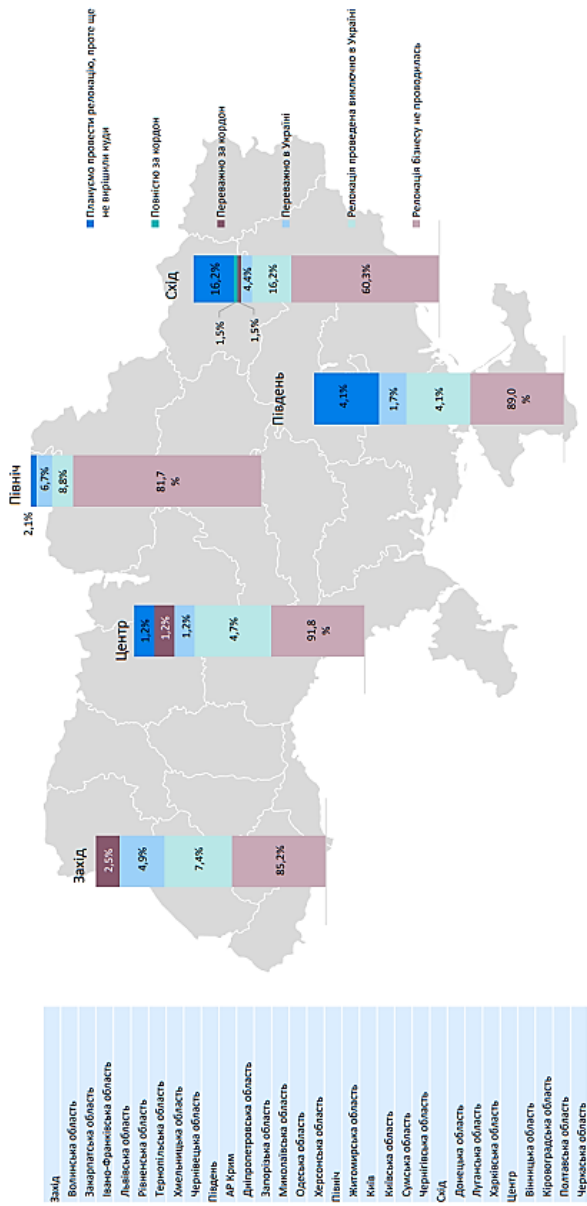 Захід
Волинська область
Закарпатська область
Івано-Франківська область
Львівська область
Рівненська область
Тернопільська область
Хмельницька область
Чернівецька область
Південь
АР Крим
Дніпропетровська область
Запорізька область
Миколаївська область
Одеська область
Херсонська область
Північ
Житомирська область
Київ
Київська область
Сумська область
Чернігівська область
Схід
Донецька область
Луганська область
Харківська область
Центр
Вінницька область
Кіровоградська область
Полтавська область
Черкаська область
Захід
2,5%
4,9%
7,4%
85,2%
Центр
1,2%
1,2%
1,2%
4,7%
91,8
%
Північ
2,1%
6,7%
8,8%
81,7
%
Південь
4,1%
1,7%
4,1%
89,0
%
Схід
16,2%
1,5%
1,5%
4,4%
16,2%
60,3%
Плануємо провести релокацію, проте ще
не вирішили куди
Повністю за кордон
Переважно за кордон
Переважно в Україні
Релокація проведена виключно в Україні
Релокація бізнесу не проводилась